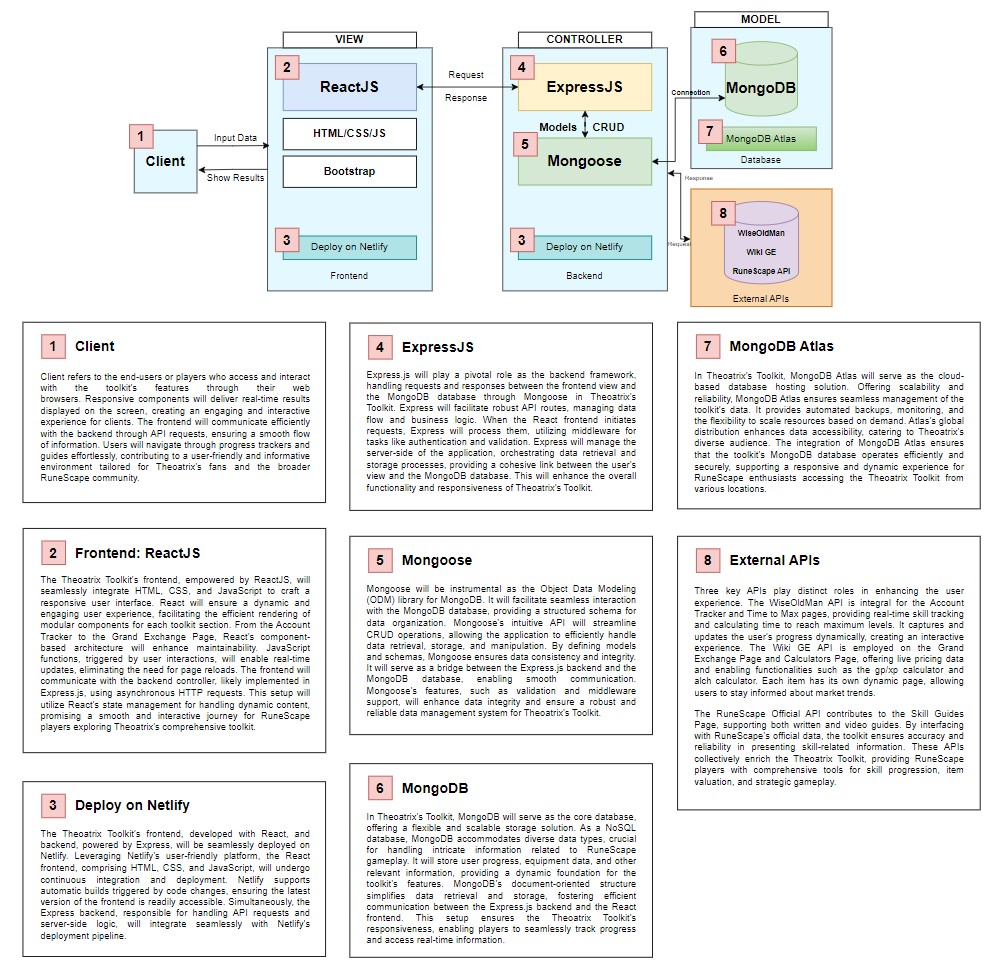 VIEW
CONTROLLER
MODEL
2
ReactJS
HTML/CSS/JS
Bootstrap
3
Deploy on Netlify
Frontend
1
Client
Input Data
Show Results
Request
Response
4
ExpressJS
Models
CRUD
5
Mongoose
3
Deploy on Netlify
Backend
Connection
6
MongoDB
7
MongoDB Atlas
Database
Response
Request
8
WiseOldMan
Wiki GE
RuneScape API
External APIs
1 Client
Client refers to the end-users or players who access and interact
with the toolkit's features through their web
browsers. Responsive components will deliver real-time results
displayed on the screen, creating an engaging and interactive
experience for clients. The frontend will communicate efficiently
with the backend through API requests, ensuring a smooth flow
of information. Users will navigate through progress trackers and
guides effortlessly, contributing to a user-friendly and informative
environment tailored for Theoatrix's fans and the broader
RuneScape community.
2 Frontend: ReactJS
The Theoatrix Toolkit's frontend, empowered by ReactJS, will
seamlessly integrate HTML, CSS, and JavaScript to craft a
responsive user interface. React will ensure a dynamic and
engaging user experience, facilitating the efficient rendering of
modular components for each toolkit section. From the Account
Tracker to the Grand Exchange Page, React's component-
based architecture will enhance maintainability. JavaScript
functions, triggered by user interactions, will enable real-time
updates, eliminating the need for page reloads. The frontend will
communicate with the backend controller, likely implemented in
Express.js, using asynchronous HTTP requests. This setup will
utilize React's state management for handling dynamic content,
promising a smooth and interactive journey for RuneScape
players exploring Theoatrix's comprehensive toolkit.
3 Deploy on Netlify
The Theoatrix Toolkit's frontend, developed with React, and
backend, powered by Express, will be seamlessly deployed on
Netlify. Leveraging Netlify's user-friendly platform, the React
frontend, comprising HTML, CSS, and JavaScript, will undergo
continuous integration and deployment. Netlify supports
automatic builds triggered by code changes, ensuring the latest
version of the frontend is readily accessible. Simultaneously, the
Express backend, responsible for handling API requests and
server-side logic, will integrate seamlessly with Netlify's
deployment pipeline.
4 ExpressJS
Express.js will play a pivotal role as the backend framework,
handling requests and responses between the frontend view and
the MongoDB database through Mongoose in Theoatrix's
Toolkit. Express will facilitate robust API routes, managing data
flow and business logic. When the React frontend initiates
requests, Express will process them, utilizing middleware for
tasks like authentication and validation. Express will manage the
server-side of the application, orchestrating data retrieval and
storage processes, providing a cohesive link between the user's
view and the MongoDB database. This will enhance the overall
functionality and responsiveness of Theoatrix's Toolkit.
5 Mongoose
Mongoose will be instrumental as the Object Data Modeling
(ODM) library for MongoDB. It will facilitate seamless interaction
with the MongoDB database, providing a structured schema for
data organization. Mongoose's intuitive API will streamline
CRUD operations, allowing the application to efficiently handle
data retrieval, storage, and manipulation. By defining models
and schemas, Mongoose ensures data consistency and integrity.
It will serve as a bridge between the Express.js backend and the
MongoDB database, enabling smooth communication.
Mongoose's features, such as validation and middleware
support, will enhance data integrity and ensure a robust and
reliable data management system for Theoatrix's Toolkit.
6 MongoDB
In Theoatrix's Toolkit, MongoDB will serve as the core database,
offering a flexible and scalable storage solution. As a NoSQL
database, MongoDB accommodates diverse data types, crucial
for handling intricate information related to RuneScape
gameplay. It will store user progress, equipment data, and other
relevant information, providing a dynamic foundation for the
toolkit's features. MongoDB's document-oriented structure
simplifies data retrieval and storage, fostering efficient
communication between the Express.js backend and the React
frontend. This setup ensures the Theoatrix Toolkit's
responsiveness, enabling players to seamlessly track progress
and access real-time information.
7 MongoDB Atlas
In Theoatrix's Toolkit, MongoDB Atlas will serve as the cloud-
based database hosting solution. Offering scalability and
reliability, MongoDB Atlas ensures seamless management of the
toolkit's data. It provides automated backups, monitoring, and
the flexibility to scale resources based on demand. Atlas's global
distribution enhances data accessibility, catering to Theoatrix's
diverse audience. The integration of MongoDB Atlas ensures
that the toolkit's MongoDB database operates efficiently and
securely, supporting a responsive and dynamic experience for
RuneScape enthusiasts accessing the Theoatrix Toolkit from
various locations.
8 External APIs
Three key APIs play distinct roles in enhancing the user
experience. The WiseOldMan API is integral for the Account
Tracker and Time to Max pages, providing real-time skill tracking
and calculating time to reach maximum levels. It captures and
updates the user's progress dynamically, creating an interactive
experience. The Wiki GE API is employed on the Grand
Exchange Page and Calculators Page, offering live pricing data
and enabling functionalities such as the gp/xp calculator and
alch calculator. Each item has its own dynamic page, allowing
users to stay informed about market trends.
The RuneScape Official API contributes to the Skill Guides
Page, supporting both written and video guides. By interfacing
with RuneScape's official data, the toolkit ensures accuracy and
reliability in presenting skill-related information. These APIs
collectively enrich the Theoatrix Toolkit, providing RuneScape
players with comprehensive tools for skill progression, item
valuation, and strategic gameplay.